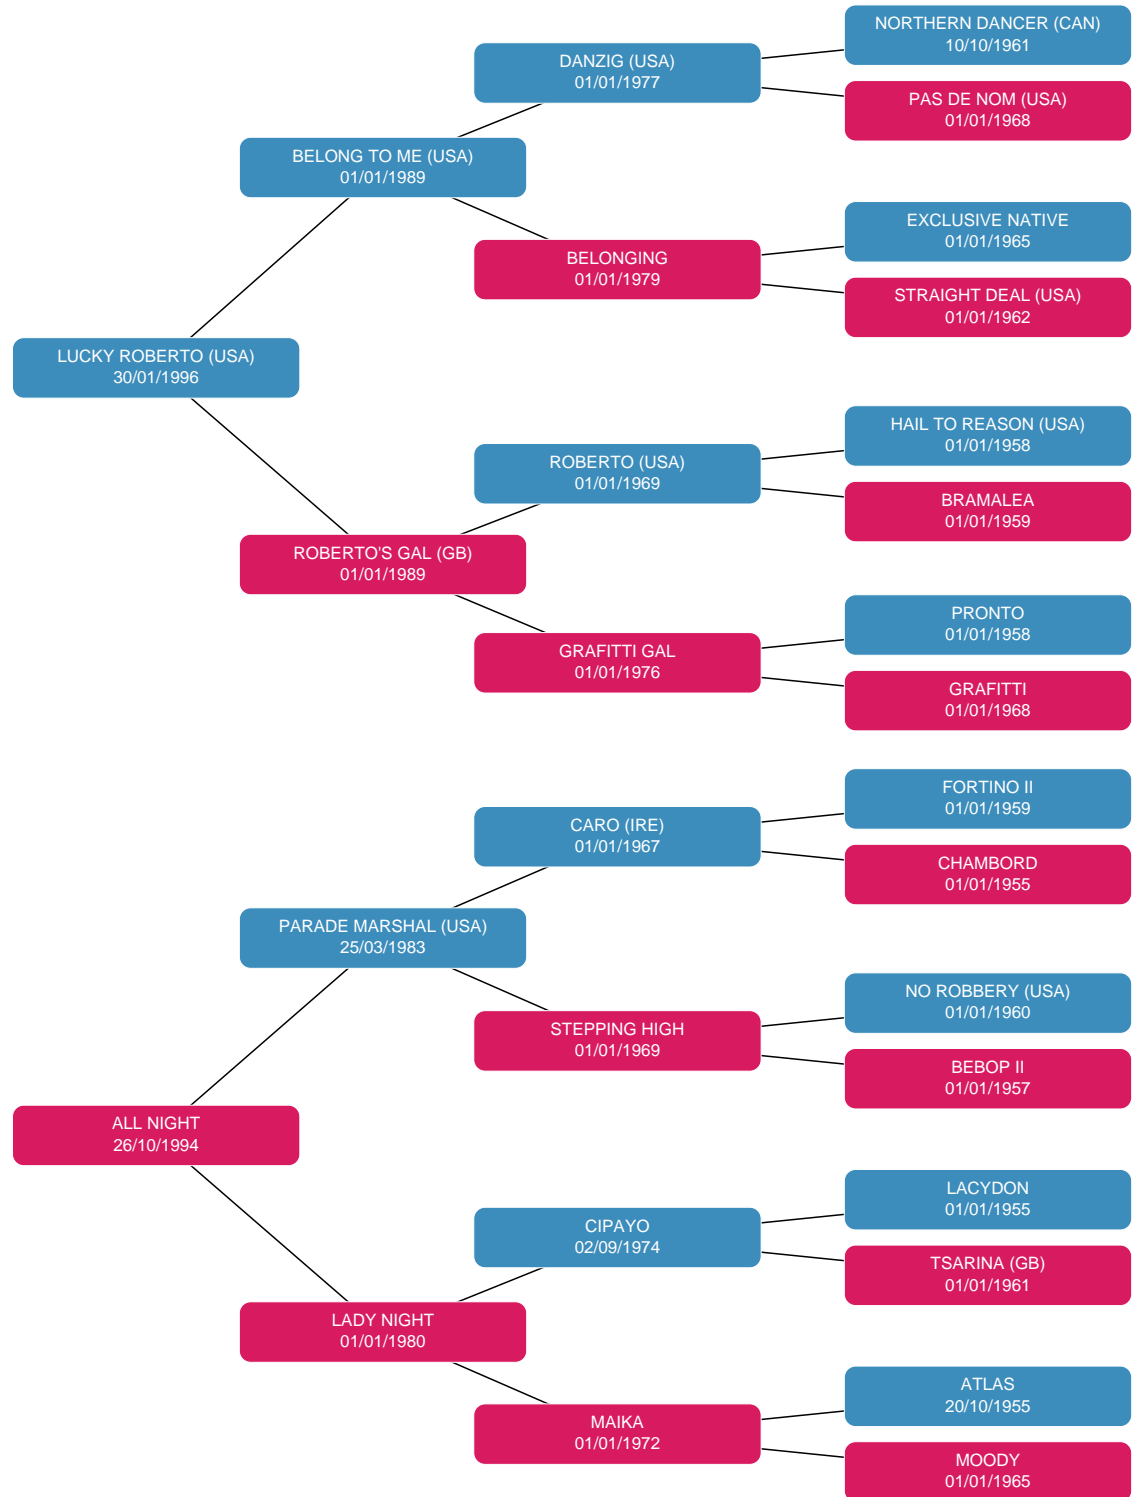 NORTHERN DANCER (CAN)
10/10/1961
DANZIG (USA)
01/01/1977
PAS DE NOM (USA)
01/01/1968
BELONG TO ME (USA)
01/01/1989
EXCLUSIVE NATIVE
01/01/1965
BELONGING
01/01/1979
STRAIGHT DEAL (USA)
01/01/1962
LUCKY ROBERTO (USA)
30/01/1996
HAIL TO REASON (USA)
01/01/1958
ROBERTO (USA)
01/01/1969
BRAMALEA
01/01/1959
ROBERTO'S GAL (GB)
01/01/1989
PRONTO
01/01/1958
GRAFITTI GAL
01/01/1976
GRAFITTI
01/01/1968
FORTINO II
01/01/1959
CARO (IRE)
01/01/1967
CHAMBORD
01/01/1955
PARADE MARSHAL (USA)
25/03/1983
NO ROBBERY (USA)
01/01/1960
STEPPING HIGH
01/01/1969
BEBOP II
01/01/1957
ALL NIGHT
26/10/1994
LACYDON
01/01/1955
CIPAYO
02/09/1974
TSARINA (GB)
01/01/1961
LADY NIGHT
01/01/1980
ATLAS
20/10/1955
MAIKA
01/01/1972
MOODY
01/01/1965